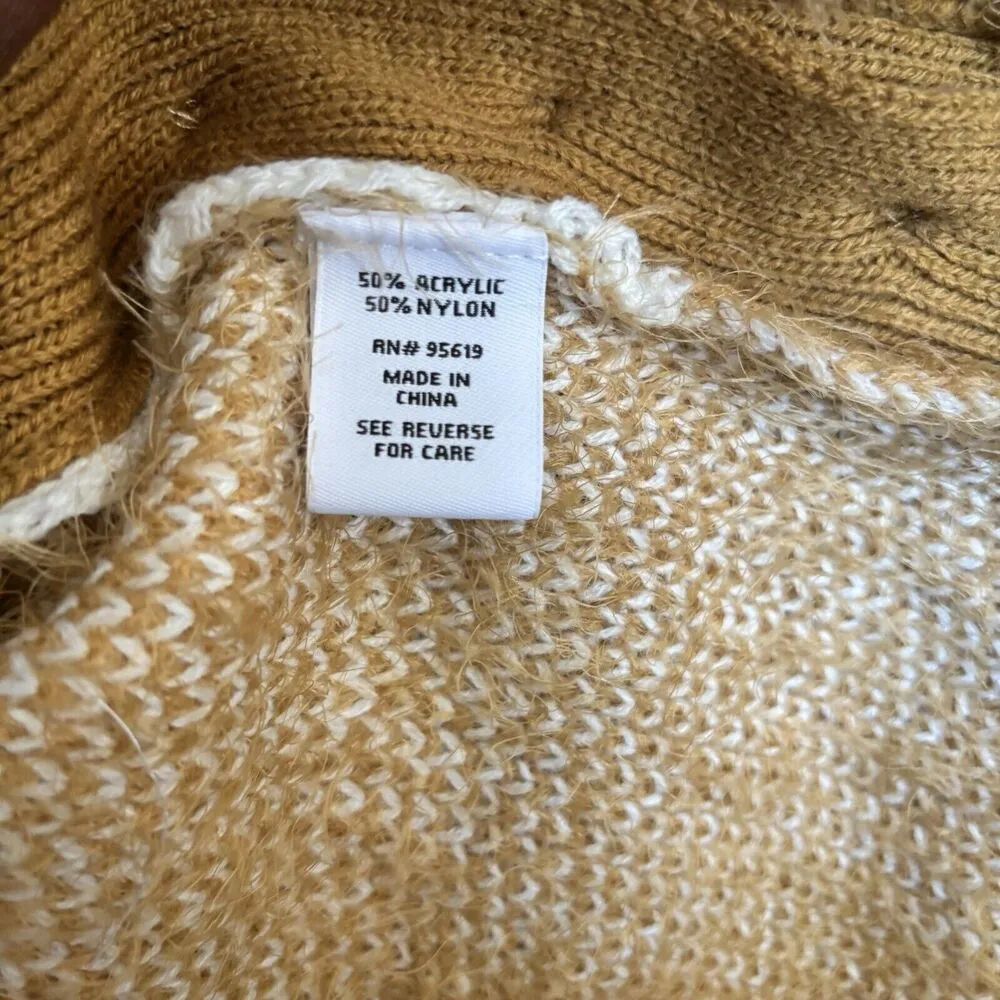 50% ACRYLIC
50% NYLON
RN# 95619
MADE IN
CHINA
SEE REVERSE
FOR CARE